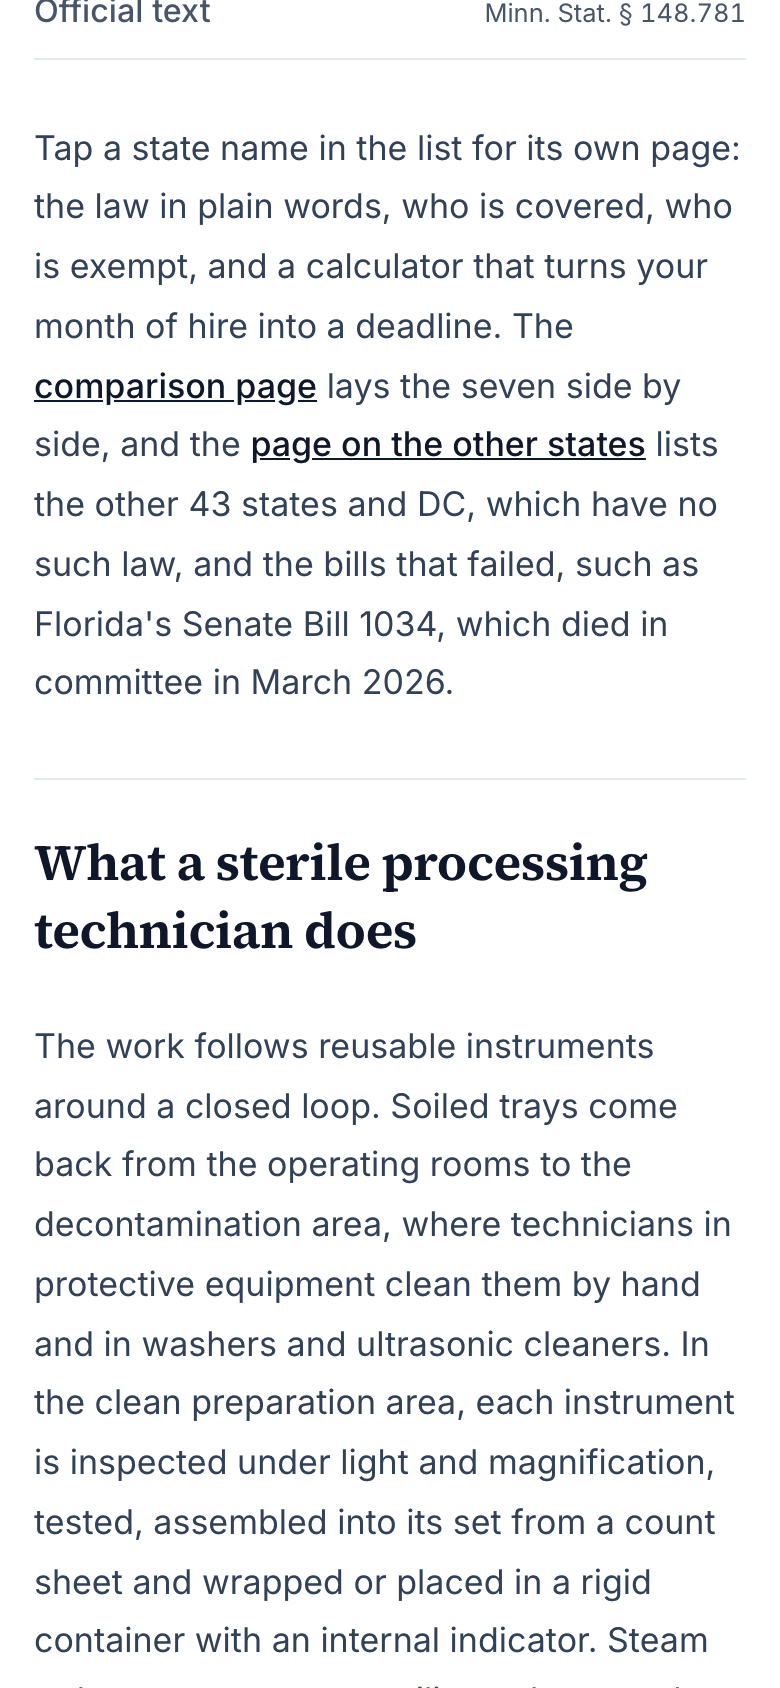 Official text
Minn. Stat. § 148.781
Tap a state name in the list for its own page:
the law in plain words, who is covered, who
is exempt, and a calculator that turns your
month of hire into a deadline. The
comparison page lays the seven side by
side, and the page on the other states lists
the other 43 states and DC, which have no
such law, and the bills that failed, such as
Florida's Senate Bill 1034, which died in
committee in March 2026.
What a sterile processing
technician does
The work follows reusable instruments
around a closed loop. Soiled trays come
back from the operating rooms to the
decontamination area, where technicians in
protective equipment clean them by hand
and in washers and ultrasonic cleaners. In
the clean preparation area, each instrument
is inspected under light and magnification,
tested, assembled into its set from a count
sheet and wrapped or placed in a rigid
container with an internal indicator. Steam